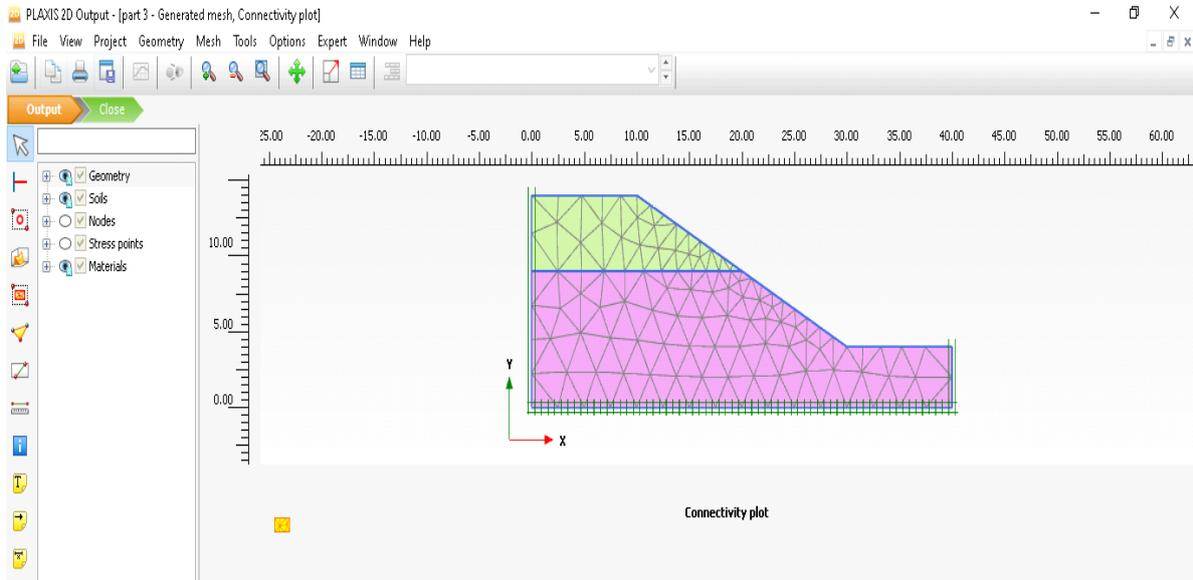 PLAXIS 2D Output - [part 3 - Generated mesh, Connectivity plot]
File View Project Geometry Mesh Tools Options Expert Window Help
Output Close
25.00 -20.00 -15.00 -10.00 -5.00 0.00 5.00 10.00 15.00 20.00 25.00 30.00 35.00 40.00 45.00 50.00 55.00 60.00
Geometry
Soils
Nodes
Stress points
Materials
10.00
5.00
0.00
Y
X
Connectivity plot